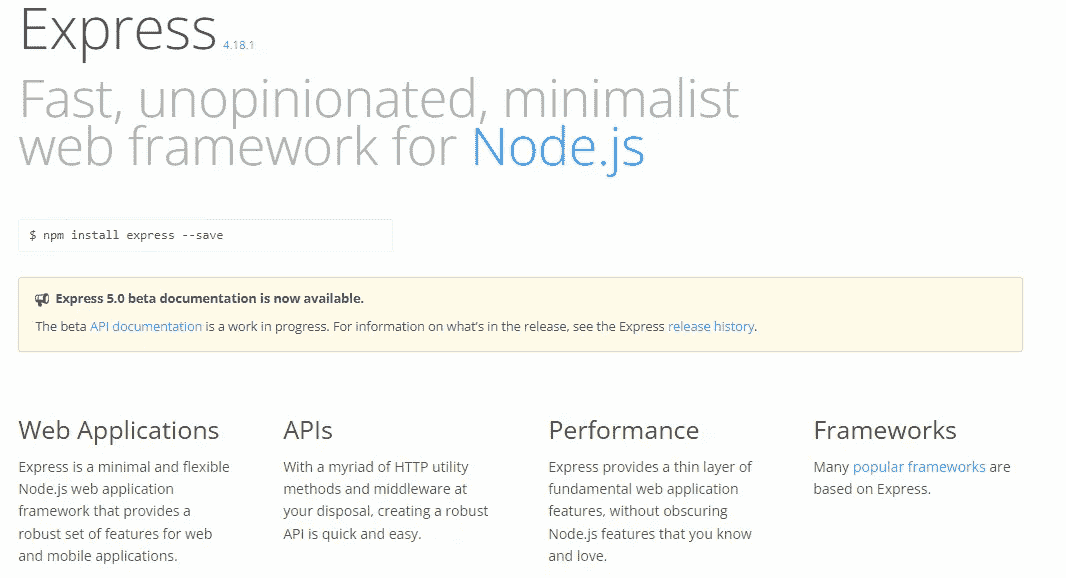 Express 4.18.1
Fast, unopinionated, minimalist
web framework for Node.js
$ npm install express --save
Express 5.0 beta documentation is now available.
The beta API documentation is a work in progress. For information on what's in the release, see the Express release history.
Web Applications
Express is a minimal and flexible
Node.js web application
framework that provides a
robust set of features for web
and mobile applications.
APIs
With a myriad of HTTP utility
methods and middleware at
your disposal, creating a robust
API is quick and easy.
Performance
Express provides a thin layer of
fundamental web application
features, without obscuring
Node.js features that you know
and love.
Frameworks
Many popular frameworks are
based on Express.